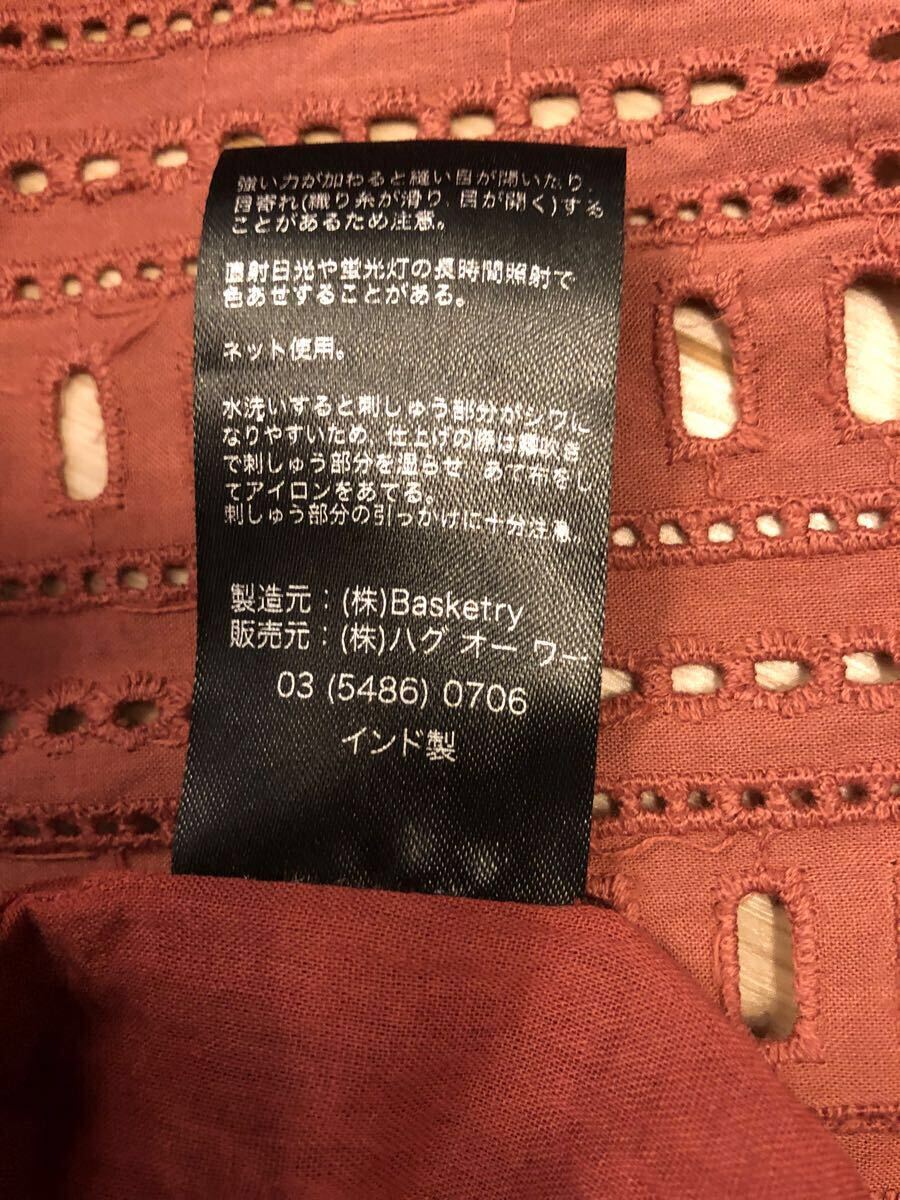 強い力が加わると縫い目が開いたり、
目寄れ(織り糸が滑り、目が開く)する
ことがあるため注意。
直射日光や蛍光灯の長時間照射で
色あせすることがある。
ネット使用。
水洗いすると刺しゅう部分がシワに
なりやすいため、仕上げの際は霧吹き
で刺しゅう部分を湿らせ、あて布をし
てアイロンをあてる。
刺しゅう部分の引っかけに十分注意。
製造元：(株)Basketry
販売元：(株)ハグ オー ワー
03 (5486) 0706
インド製